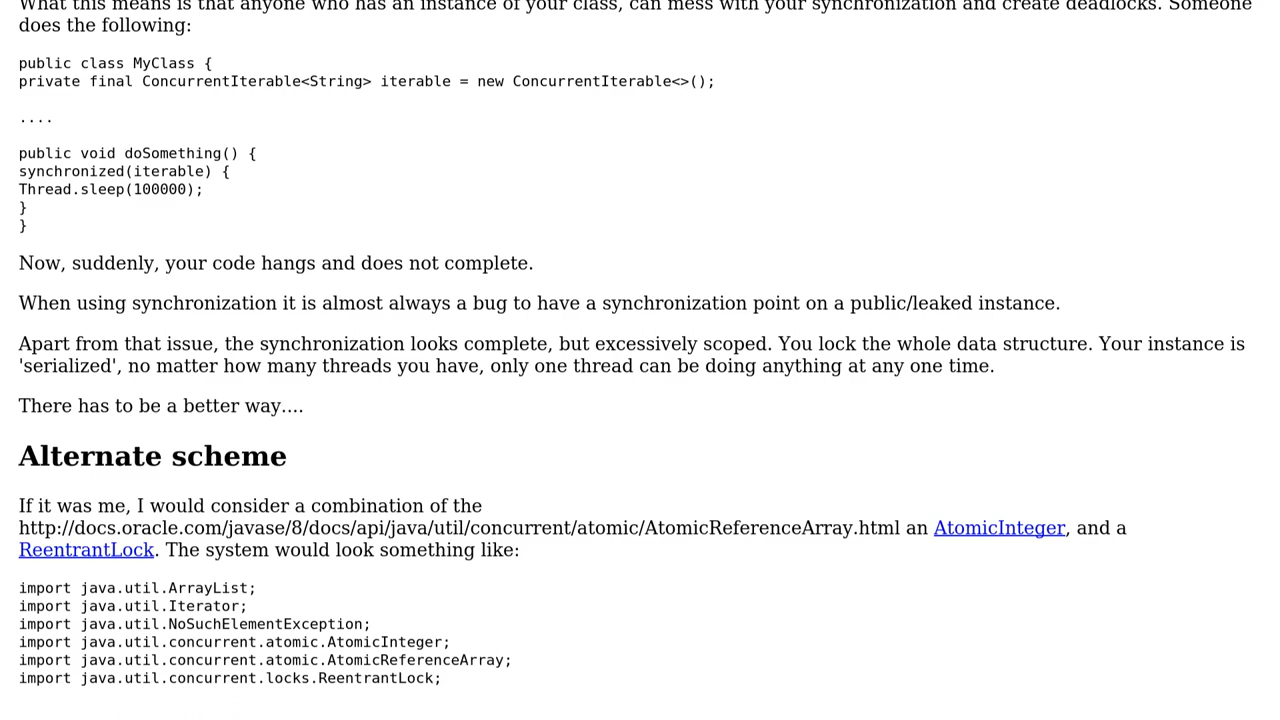 What this means is that anyone who has an instance of your class, can mess with your synchronization and create deadlocks. Someone
does the following:
public class MyClass {
private final ConcurrentIterable<String> iterable = new ConcurrentIterable<>();
....
public void doSomething() {
synchronized(iterable) {
Thread.sleep(100000);
}
}
Now, suddenly, your code hangs and does not complete.
When using synchronization it is almost always a bug to have a synchronization point on a public/leaked instance.
Apart from that issue, the synchronization looks complete, but excessively scoped. You lock the whole data structure. Your instance is
'serialized', no matter how many threads you have, only one thread can be doing anything at any one time.
There has to be a better way....
Alternate scheme
If it was me, I would consider a combination of the
http://docs.oracle.com/javase/8/docs/api/java/util/concurrent/atomic/AtomicReferenceArray.html an AtomicInteger, and a
ReentrantLock. The system would look something like:
import java.util.ArrayList;
import java.util.Iterator;
import java.util.NoSuchElementException;
import java.util.concurrent.atomic.AtomicInteger;
import java.util.concurrent.atomic.AtomicReferenceArray;
import java.util.concurrent.locks.ReentrantLock;